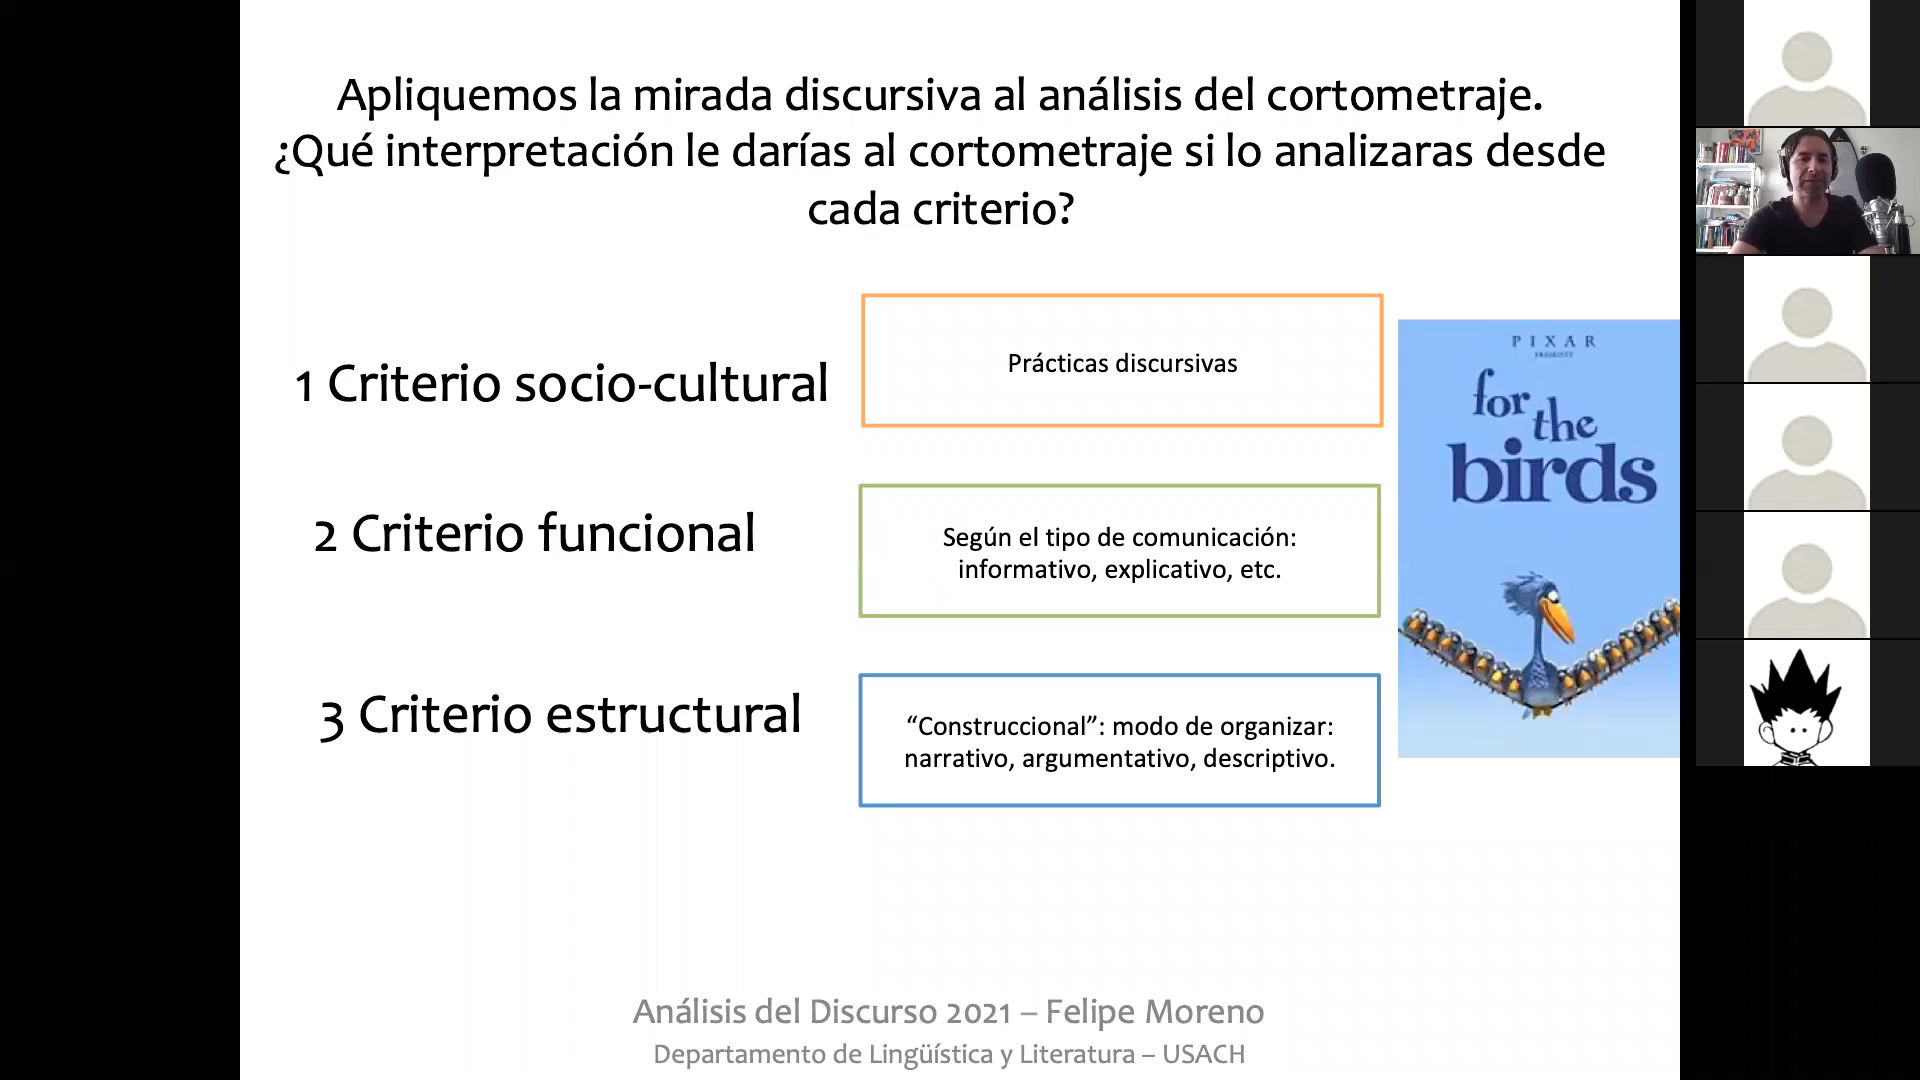 Apliquemos la mirada discursiva al análisis del cortometraje.
¿Qué interpretación le darías al cortometraje si lo analizaras desde
cada criterio?
1 Criterio socio-cultural
Prácticas discursivas
2 Criterio funcional
Según el tipo de comunicación:
informativo, explicativo, etc.
3 Criterio estructural
“Construccional”: modo de organizar:
narrativo, argumentativo, descriptivo.
PIXAR
for the
birds
Análisis del Discurso 2021 – Felipe Moreno
Departamento de Lingüística y Literatura – USACH